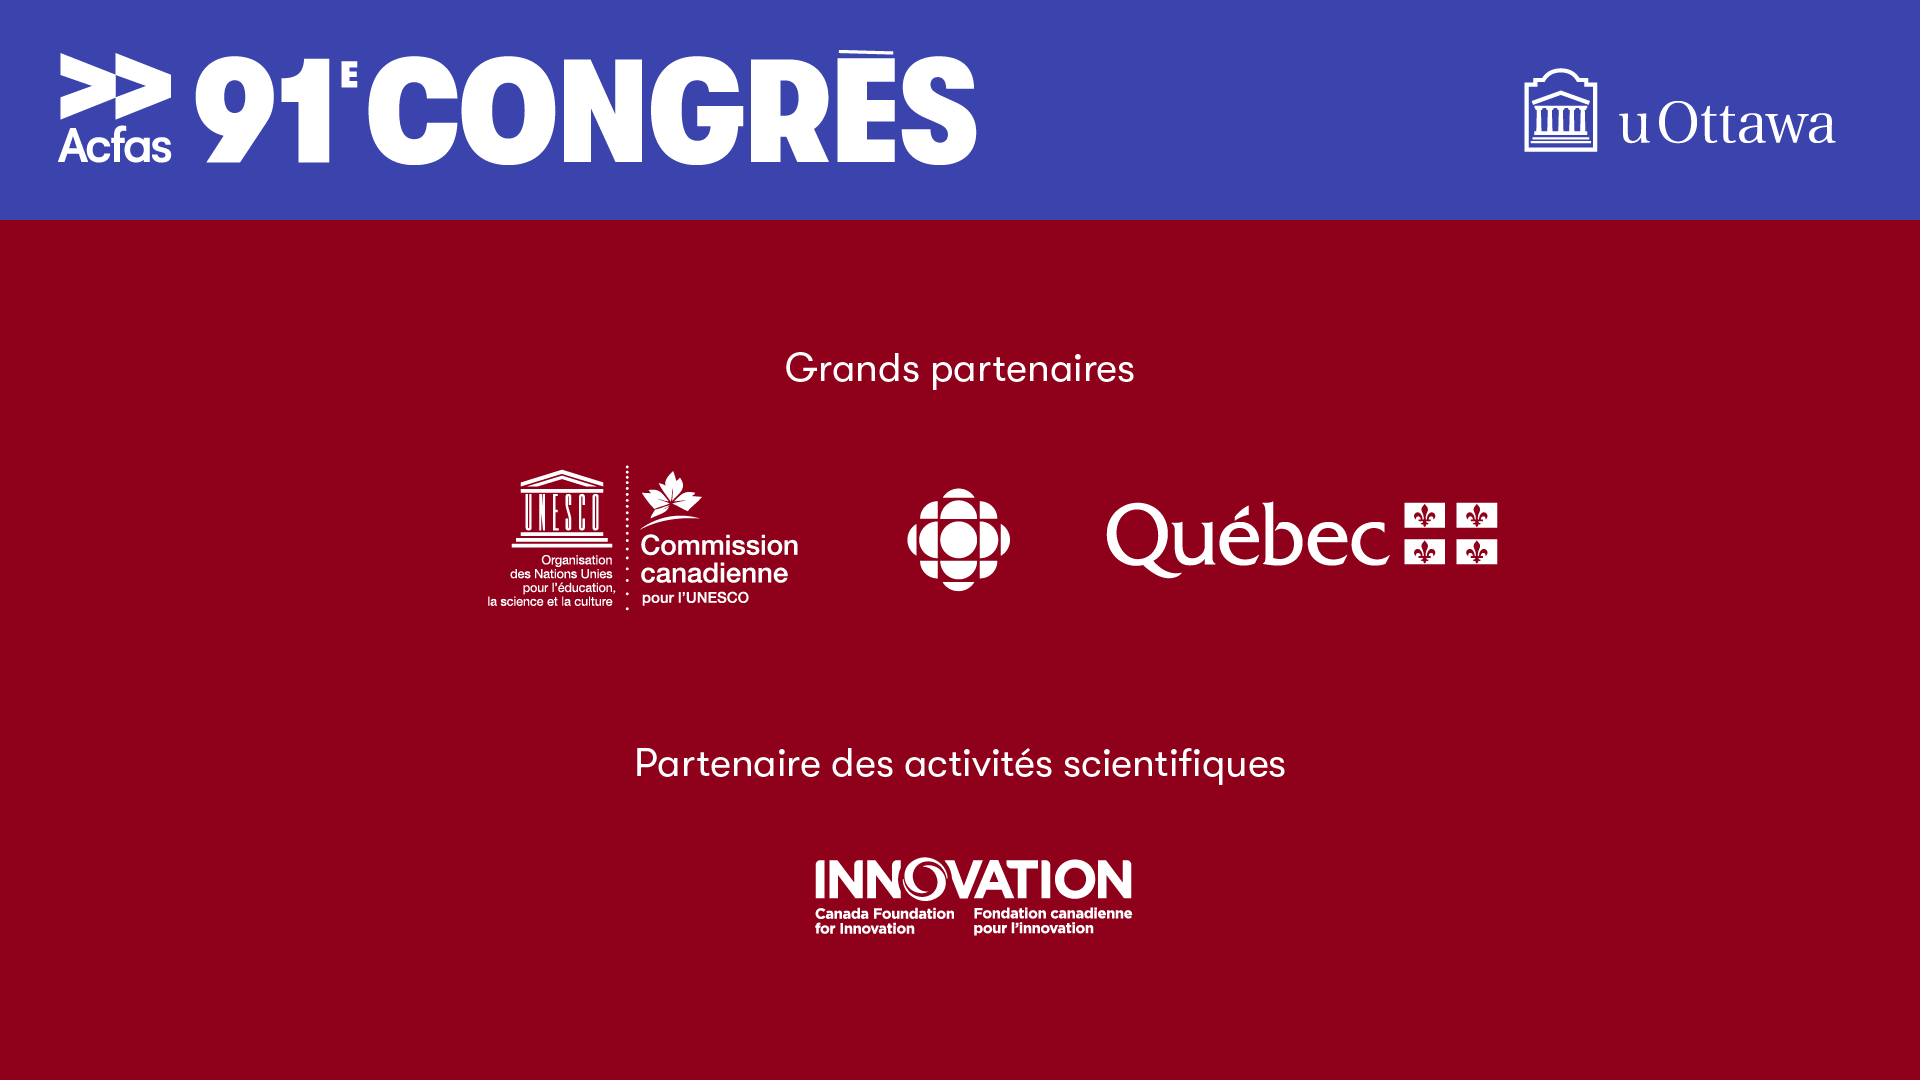 Acfas
91E CONGRÈS
uOttawa
Grands partenaires
UNESCO
Organisation
des Nations Unies
pour l'éducation,
la science et la culture
Commission
canadienne
pour l'UNESCO
Québec
Partenaire des activités scientifiques
INNOVATION
Canada Foundation
for Innovation
Fondation canadienne
pour l'innovation